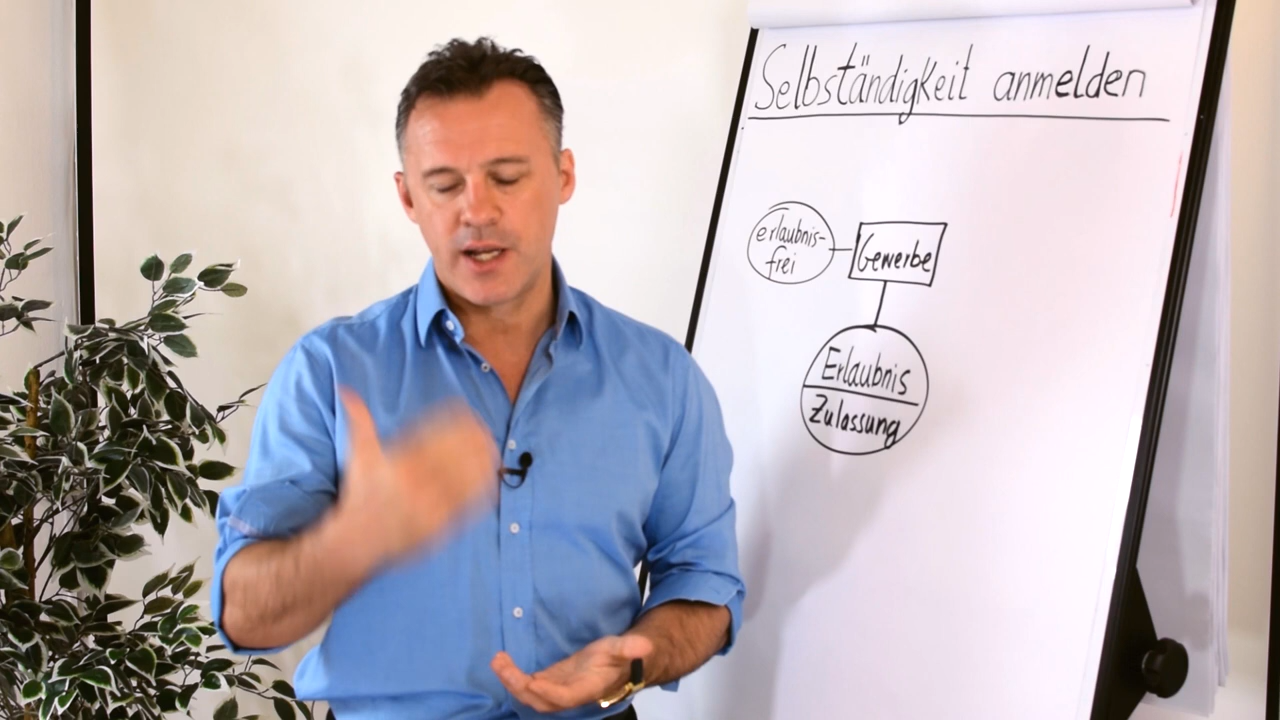 Selbständigkeit anmelden
erlaubnis-
frei
Gewerbe
Erlaubnis
Zulassung